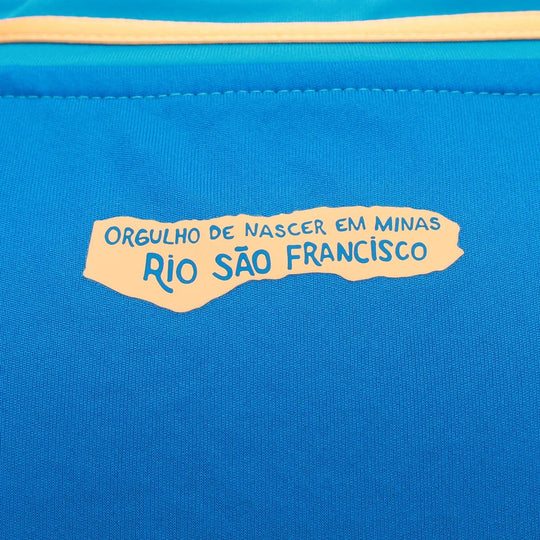 ORGULHO DE NASCER EM MINAS
RIO SÃO FRANCISCO